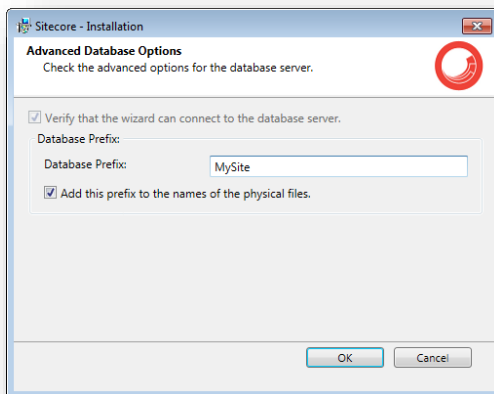 Sitecore - Installation
Advanced Database Options
Check the advanced options for the database server.
Verify that the wizard can connect to the database server.
Database Prefix:
Database Prefix: MySite
Add this prefix to the names of the physical files.
OK Cancel